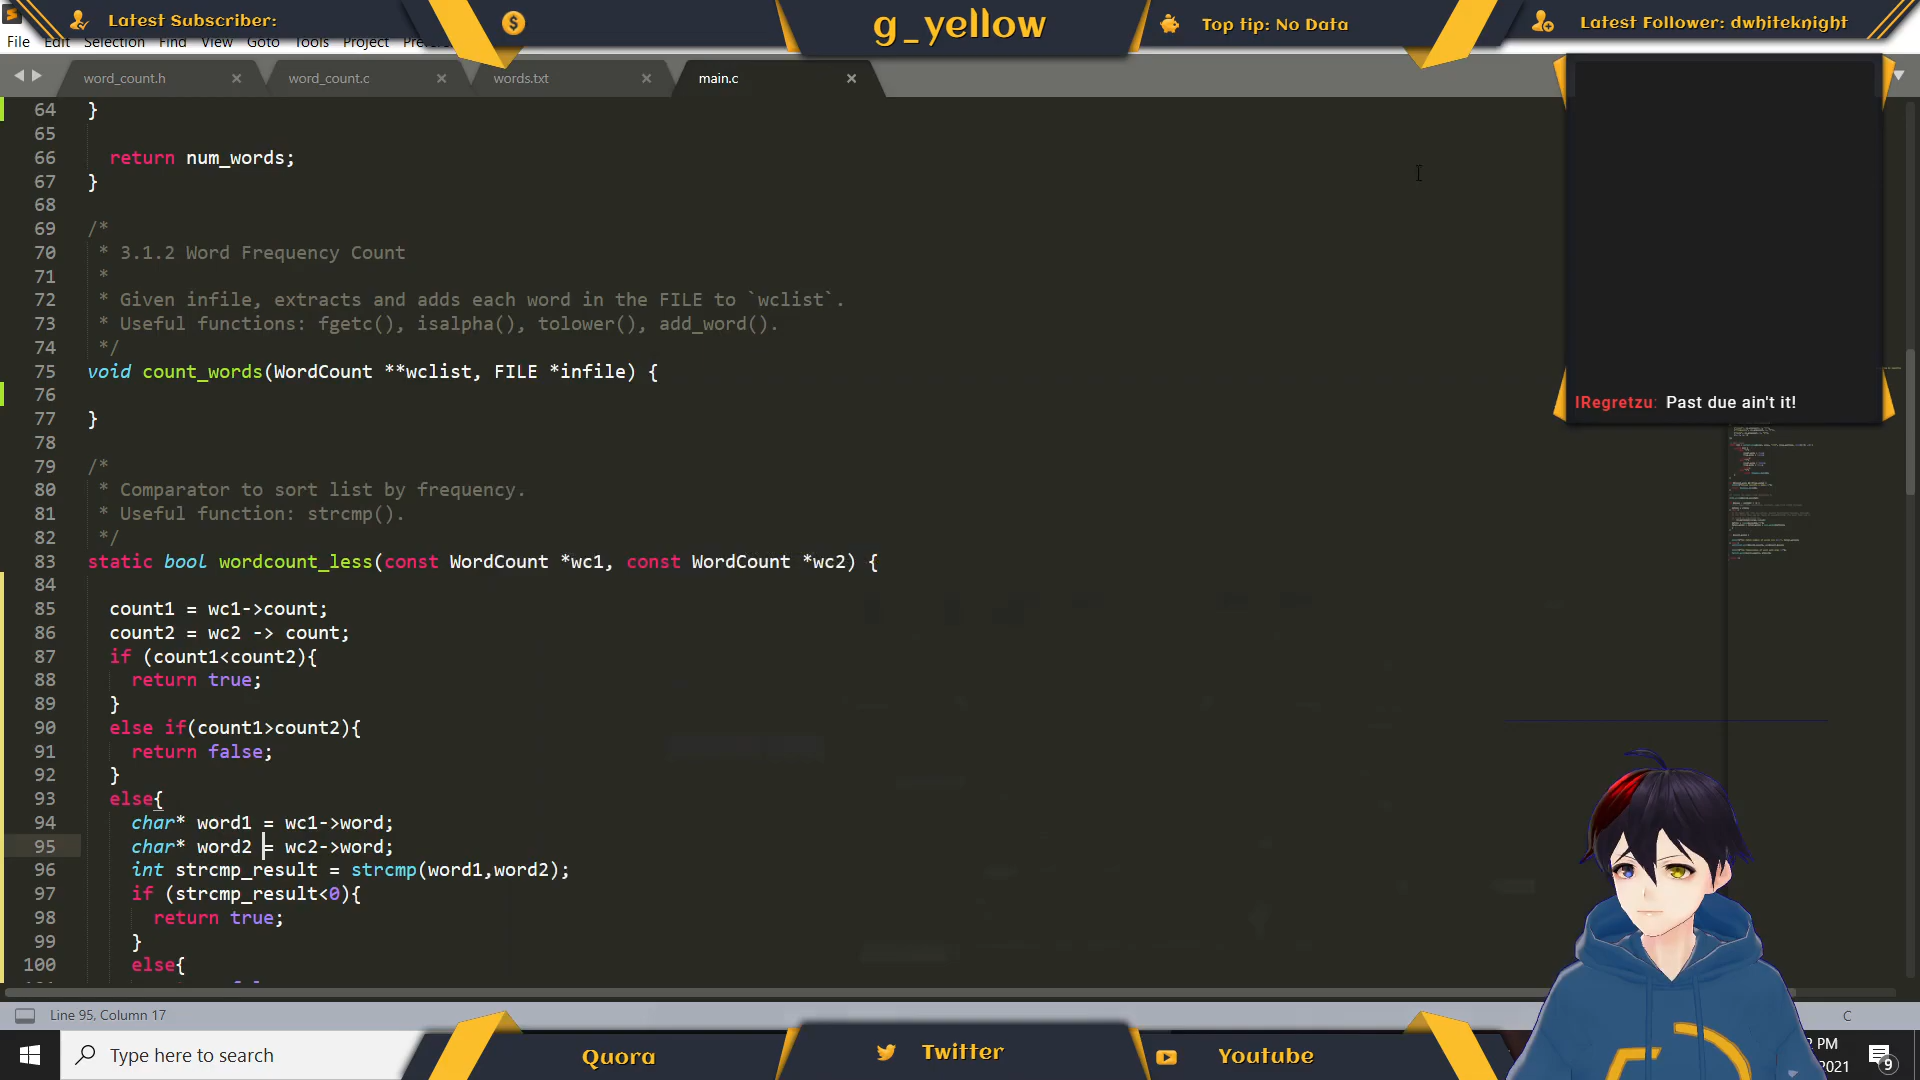 Latest Subscriber:
g_yellow
Top tip: No Data
Latest Follower: dwhiteknight
File Edit Selection Find View Goto Tools Project
word_count.h
word_count.c
words.txt
main.c
64 }
65
66 return num_words;
67 }
68
69 /*
70 * 3.1.2 Word Frequency Count
71 *
72 * Given infile, extracts and adds each word in the FILE to `wclist`.
73 * Useful functions: fgetc(), isalpha(), tolower(), add_word().
74 */
75 void count_words(WordCount **wclist, FILE *infile) {
76
77 }
78
79 /*
80 * Comparator to sort list by frequency.
81 * Useful function: strcmp().
82 */
83 static bool wordcount_less(const WordCount *wc1, const WordCount *wc2) {
84
85 count1 = wc1->count;
86 count2 = wc2 -> count;
87 if (count1<count2){
88 return true;
89 }
90 else if(count1>count2){
91 return false;
92 }
93 else{
94 char* word1 = wc1->word;
95 char* word2 = wc2->word;
96 int strcmp_result = strcmp(word1,word2);
97 if (strcmp_result<0){
98 return true;
99 }
100 else{
IRegretzu: Past due ain't it!
Line 95, Column 17
C
Type here to search
Quora
Twitter
Youtube
2 PM
2021
9